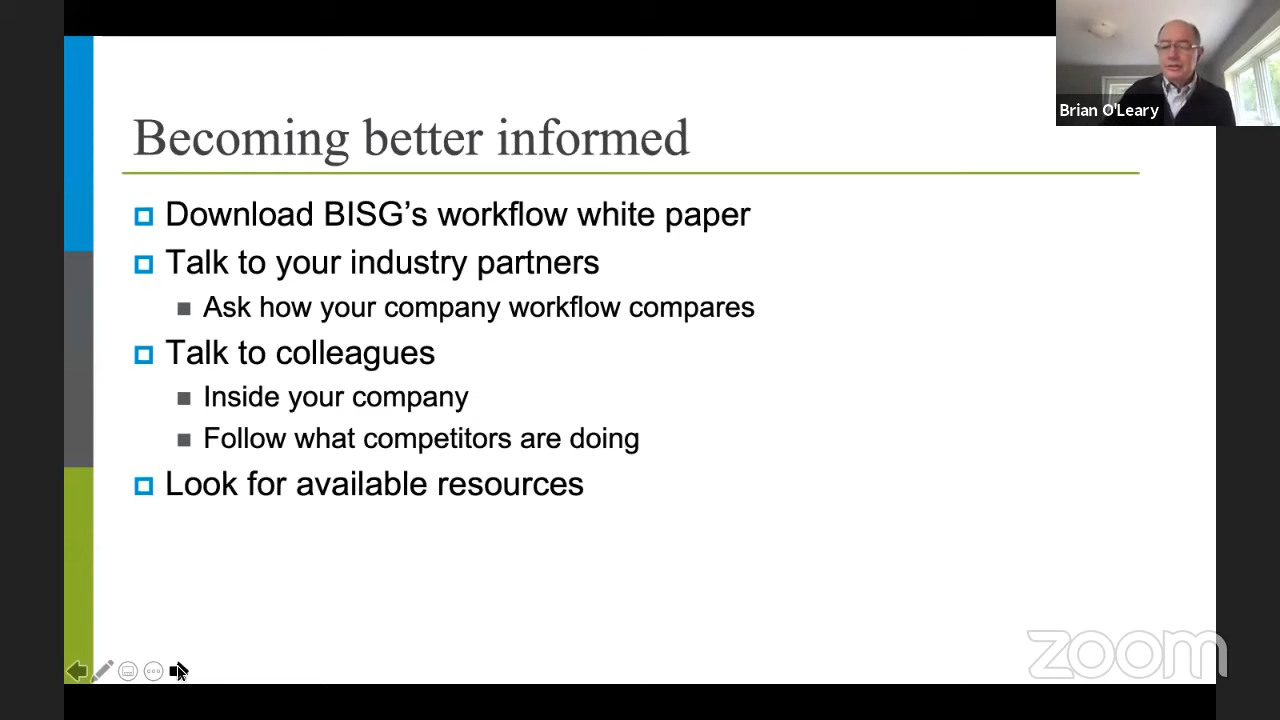 Brian O'Leary
Becoming better informed
Download BISG’s workflow white paper
Talk to your industry partners
Ask how your company workflow compares
Talk to colleagues
Inside your company
Follow what competitors are doing
Look for available resources
zoom